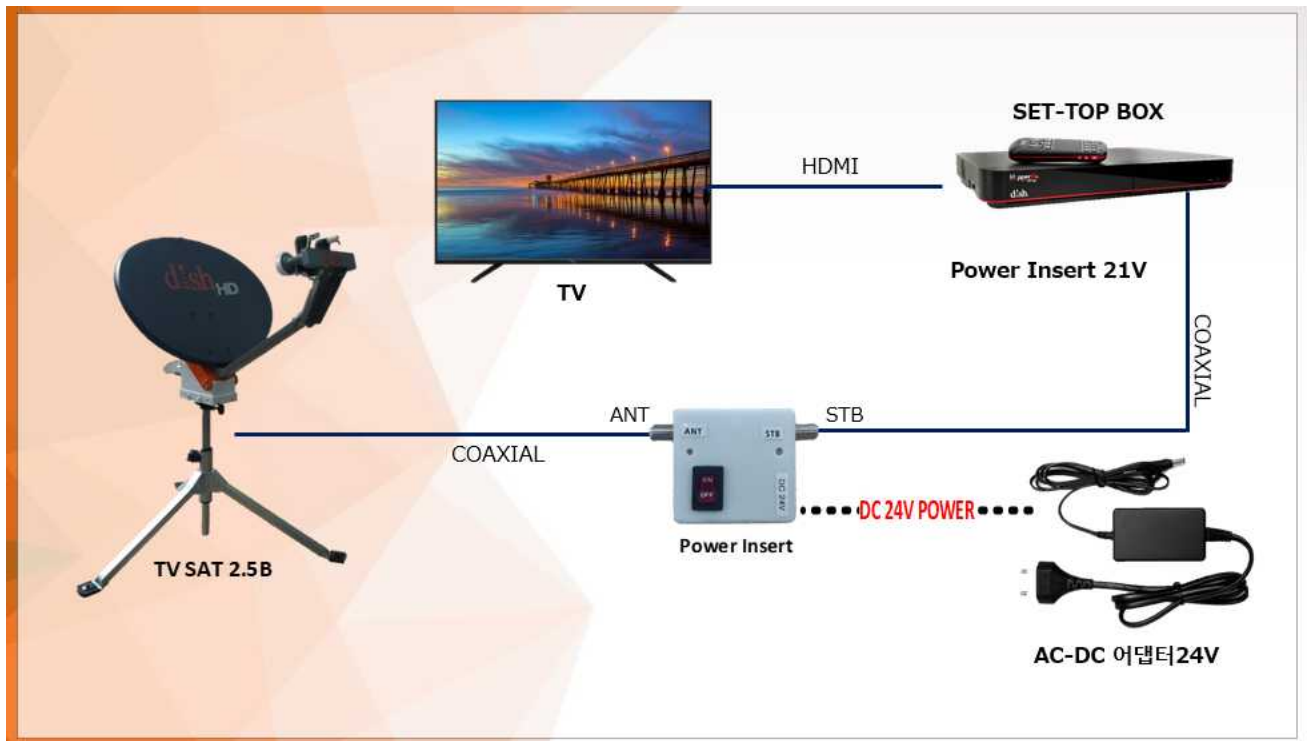 SET-TOP BOX
HDMI
dish
Power Insert 21V
TV
dish HD
COAXIAL
ANT
STB
COAXIAL
ANT
STB
ON
OFF
DC 24V
DC 24V POWER
Power Insert
TV SAT 2.5B
AC-DC 어댑터24V